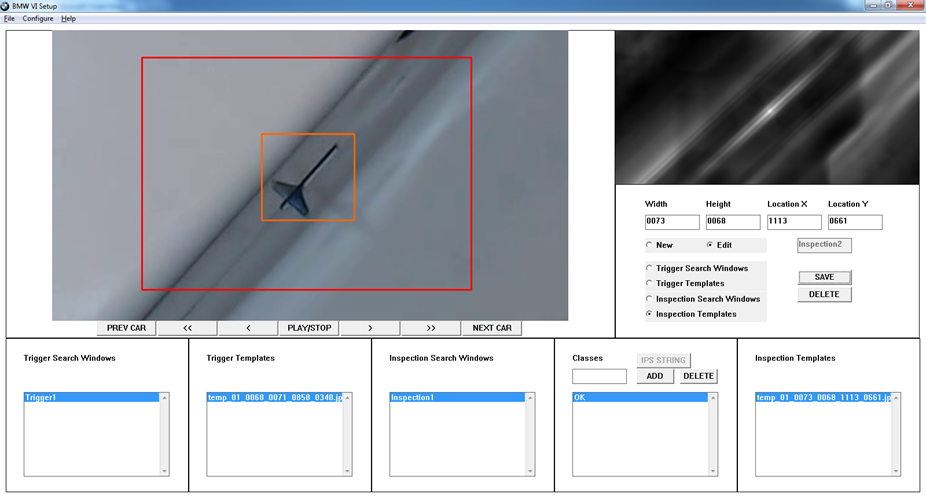 BMW VI Setup
File Configure Help
Width Height Location X Location Y
0073 0068 1113 0661
New Edit Inspection2
Trigger Search Windows
Trigger Templates
Inspection Search Windows
Inspection Templates
SAVE
DELETE
PREV CAR << < PLAY/STOP > >> NEXT CAR
Trigger Search Windows
Trigger1
Trigger Templates
temp_01_0068_0071_0858_0340.jp
Inspection Search Windows
Inspection1
Classes
IPS STRING
ADD DELETE
OK
Inspection Templates
temp_01_0073_0068_1113_0661.jp